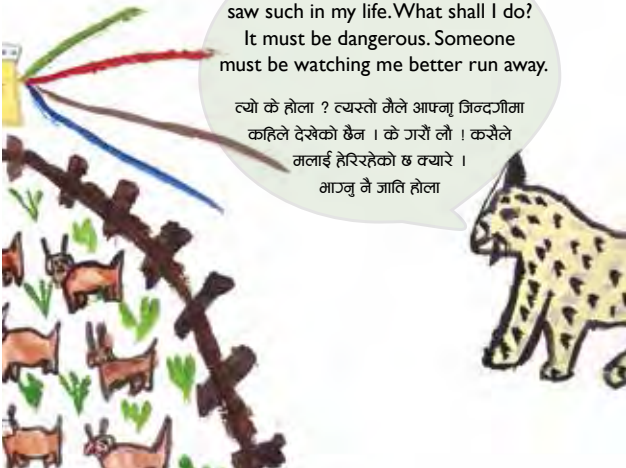 saw such in my life. What shall I do?
It must be dangerous. Someone
must be watching me better run away.
त्यो के होला ? त्यस्तो मैले आफ्नो जिन्दगीमा
कहिले देखेको छैन । के गरौं लौ ! कसैले
मलाई हेरिरहेको छ क्यारे ।
भाग्नु नै जाति होला